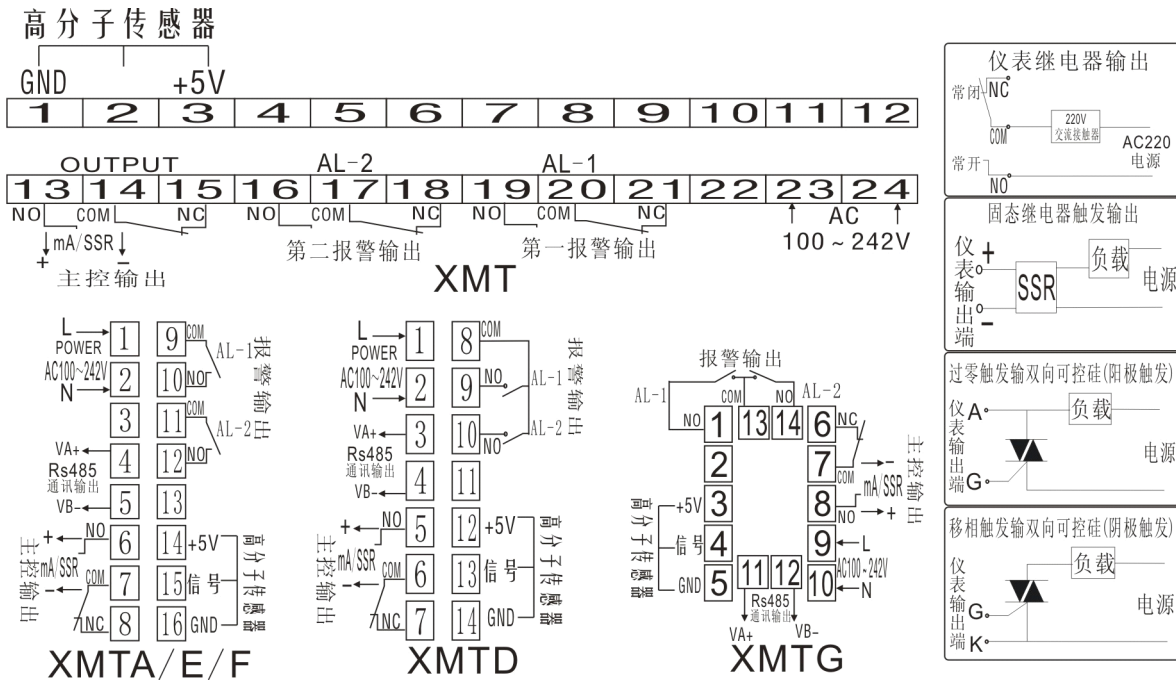 高分子传感器
GND +5V
1 2 3 4 5 6 7 8 9 10 11 12
OUTPUT AL-2 AL-1
13 14 15 16 17 18 19 20 21 22 23 24
NO COM NC NO COM NC NO COM NC AC
mA/SSR 第二报警输出 第一报警输出 100~242V
+ -
主控输出
XMT
L
POWER
AC100~242V
N
1 9 COM
2 10 NO
AL-1
3 11 COM
VA+ 4 12 NO
AL-2
报警输出
Rs485
通讯输出
VB- 5 13
+ NO 6 14 +5V
mA/SSR
- COM 7 15 信号
NC 8 16 GND
主控输出
高分子传感器
XMTA/E/F
L
POWER
AC100~242V
N
1 8 COM
2 9 NO AL-1
VA+ 3 10 NO AL-2
报警输出
Rs485
通讯输出
VB- 4 11
+ NO 5 12 +5V
mA/SSR
- COM 6 13 信号
NC 7 14 GND
主控输出
高分子传感器
XMTD
报警输出
AL-1 COM NO AL-2
NO 1 13 14 6 NC
2 7 COM
+5V 3 8 NO
信号 4 9 L
GND 5 11 12 10 N
AC100~242V
- mA/SSR +
主控输出
高分子传感器
Rs485
通讯输出
VA+ VB-
XMTG
仪表继电器输出
常闭 NC
COM
220V
交流接触器
AC220
电源
常开
NO
固态继电器触发输出
仪表输出端
+
-
SSR
负载
电源
过零触发输双向可控硅(阳极触发)
仪表输出端
A
G
负载
电源
移相触发输双向可控硅(阴极触发)
仪表输出端
G
K
负载
电源